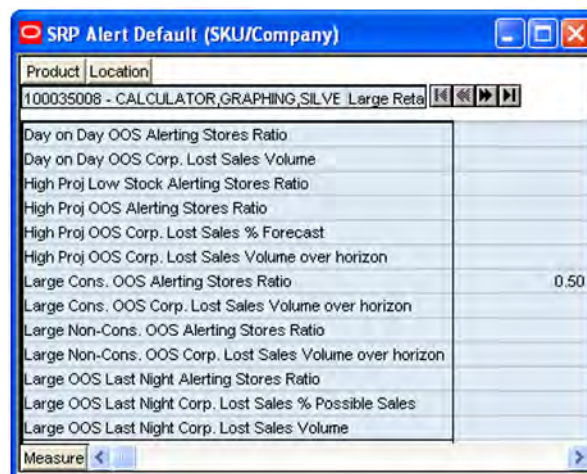 SRP Alert Default (SKU/Company)
Product Location
100035008 - CALCULATOR,GRAPHING,SILVE Large Reta
Day on Day OOS Alerting Stores Ratio
Day on Day OOS Corp. Lost Sales Volume
High Proj Low Stock Alerting Stores Ratio
High Proj OOS Alerting Stores Ratio
High Proj OOS Corp. Lost Sales % Forecast
High Proj OOS Corp. Lost Sales Volume over horizon
Large Cons. OOS Alerting Stores Ratio 0.50
Large Cons. OOS Corp. Lost Sales Volume over horizon
Large Non-Cons. OOS Alerting Stores Ratio
Large Non-Cons. OOS Corp. Lost Sales Volume over horizon
Large OOS Last Night Alerting Stores Ratio
Large OOS Last Night Corp. Lost Sales % Possible Sales
Large OOS Last Night Corp. Lost Sales Volume
Measure